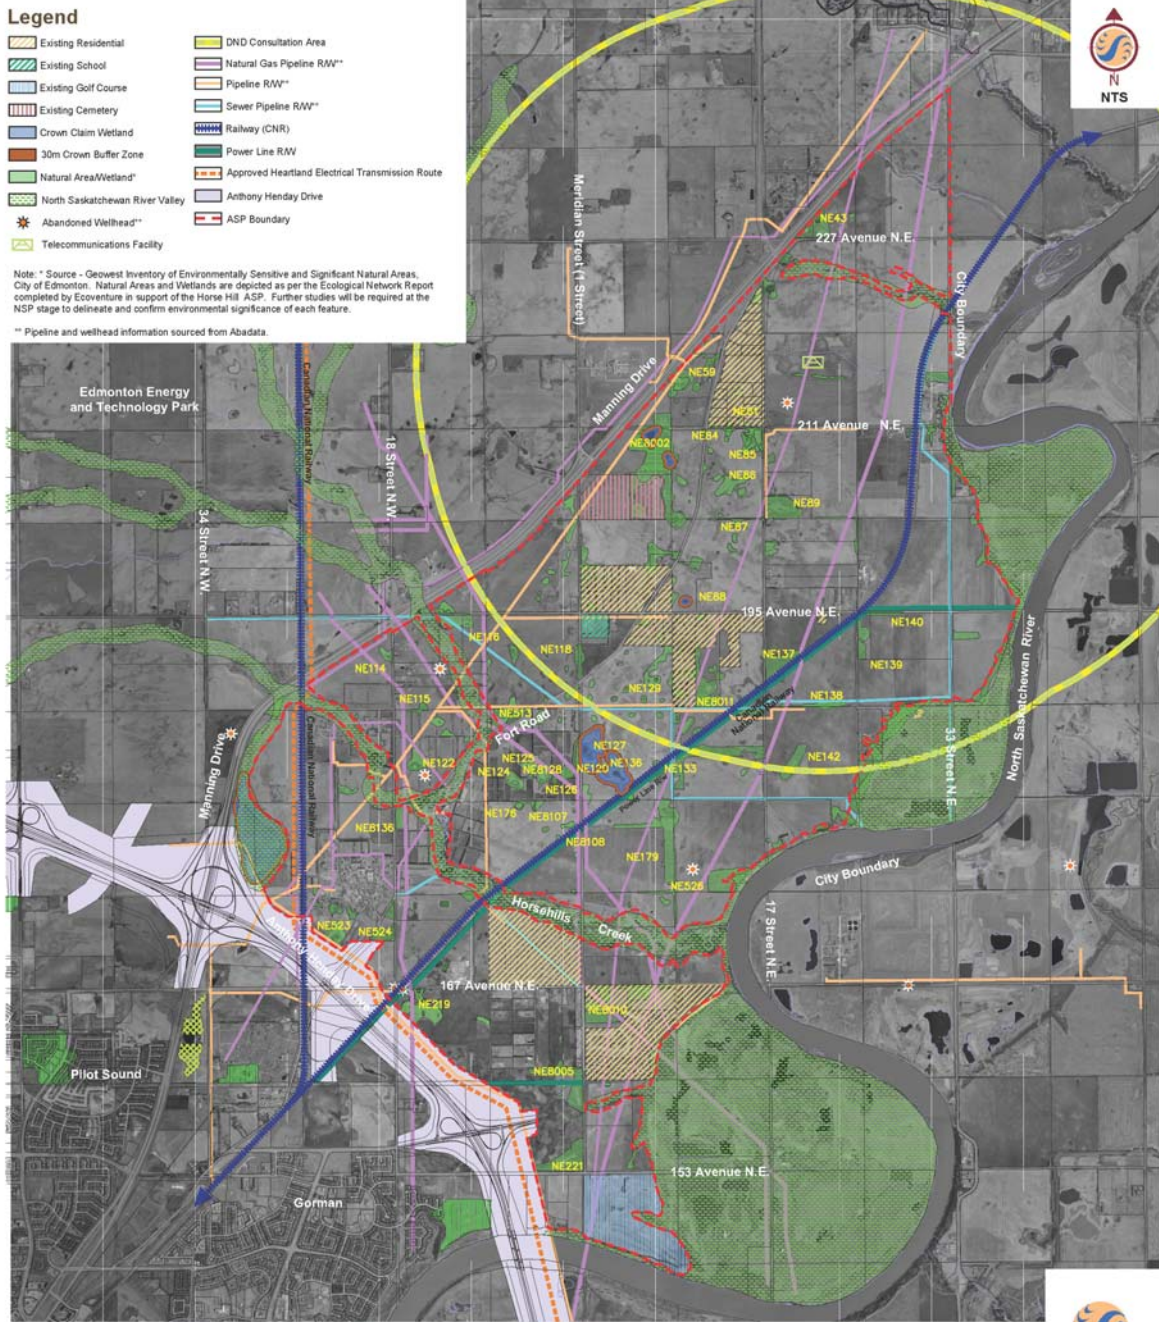 Legend
Existing Residential
Existing School
Existing Golf Course
Existing Cemetery
Crown Claim Wetland
30m Crown Buffer Zone
Natural Area/Wetland*
North Saskatchewan River Valley
Abandoned Wellhead**
Telecommunications Facility
DND Consultation Area
Natural Gas Pipeline R/W**
Pipeline R/W**
Sewer Pipeline R/W**
Railway (CNR)
Power Line R/W
Approved Heartland Electrical Transmission Route
Anthony Henday Drive
ASP Boundary
Note: * Source - Geowest Inventory of Environmentally Sensitive and Significant Natural Areas,
City of Edmonton. Natural Areas and Wetlands are depicted as per the Ecological Network Report
completed by Ecoventure in support of the Horse Hill ASP. Further studies will be required at the
NSP stage to delineate and confirm environmental significance of each feature.
** Pipeline and wellhead information sourced from Abadata.
N
NTS
Meridian Street (1 Street)
NE43
227 Avenue N.E.
City Boundary
Manning Drive
NE59
Edmonton Energy
and Technology Park
Canadian National Railway
18 Street N.W.
34 Street N.W.
NE81
211 Avenue N.E.
NE84
NE8002
NE85
NE86
NE89
NE87
NE88
195 Avenue N.E.
NE140
NE116
NE118
NE137
NE139
NE114
NE115
NE129
NE8011
NE138
Canadian
National Railway
North Saskatchewan River
NE513
Fort Road
NE127
NE136
NE120
NE133
NE142
33 Street N.E.
Manning Drive
Canadian National Railway
NE122
NE125
NE124
NE8128
NE126
Power Line
NE176
NE8107
NE8136
NE8108
NE179
NE526
City Boundary
Horsehills
Creek
17 Street N.E.
NE523
NE524
Anthony Henday Drive
167 Avenue N.E.
NE219
NE8010
Pilot Sound
NE8005
NE221
153 Avenue N.E.
Gorman